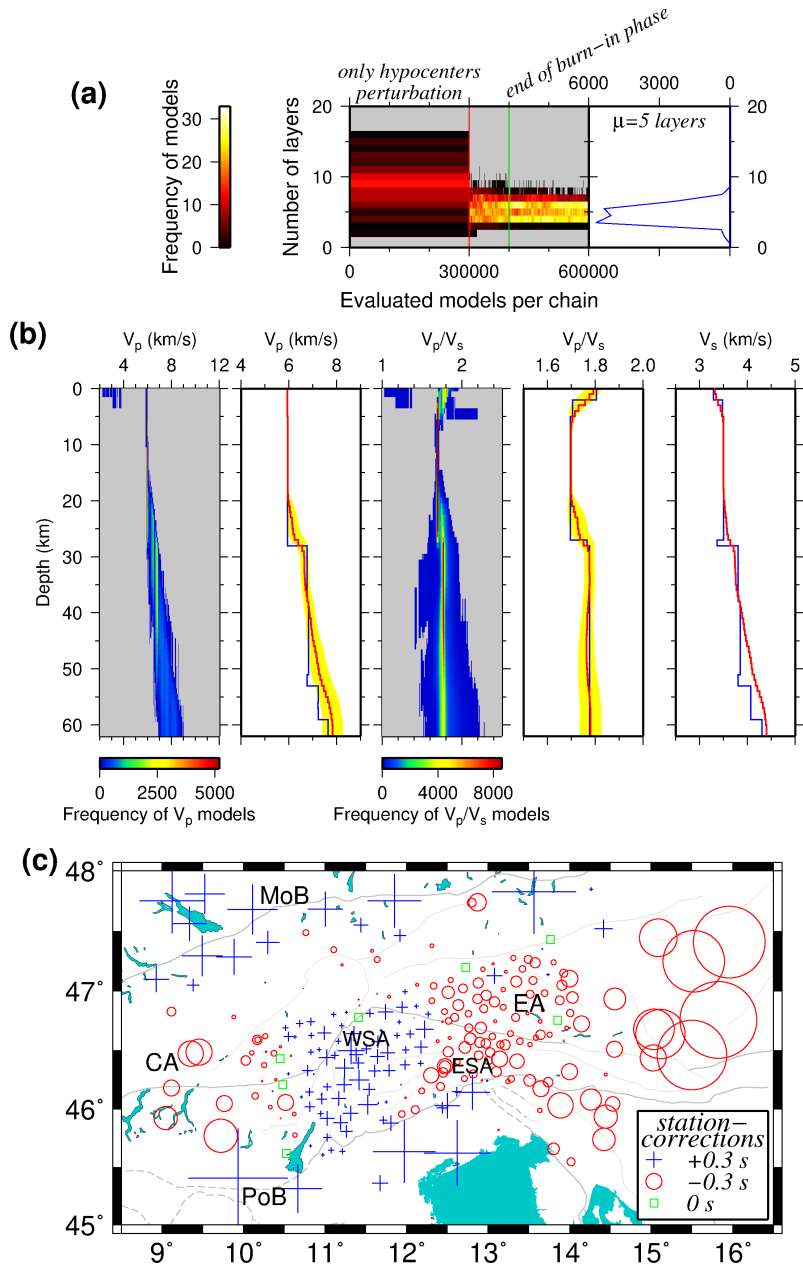 (a)
only hypocenters
perturbation
end of burn-in phase
6000 3000 0
Frequency of models
0 10 20 30
Number of layers
0 10 20
μ=5 layers
0 10 20
0 300000 600000
Evaluated models per chain
(b)
Vp (km/s)
4 8 12
Vp (km/s)
4 6 8
Vp/Vs
1 2
Vp/Vs
1.6 1.8 2.0
Vs (km/s)
3 4 5
Depth (km)
0
10
20
30
40
50
60
0 2500 5000
Frequency of Vp models
0 4000 8000
Frequency of Vp/Vs models
(c)
48°
47°
46°
45°
MoB
EA
WSA
CA
ESA
PoB
station-
corrections
+0.3 s
−0.3 s
0 s
9° 10° 11° 12° 13° 14° 15° 16°